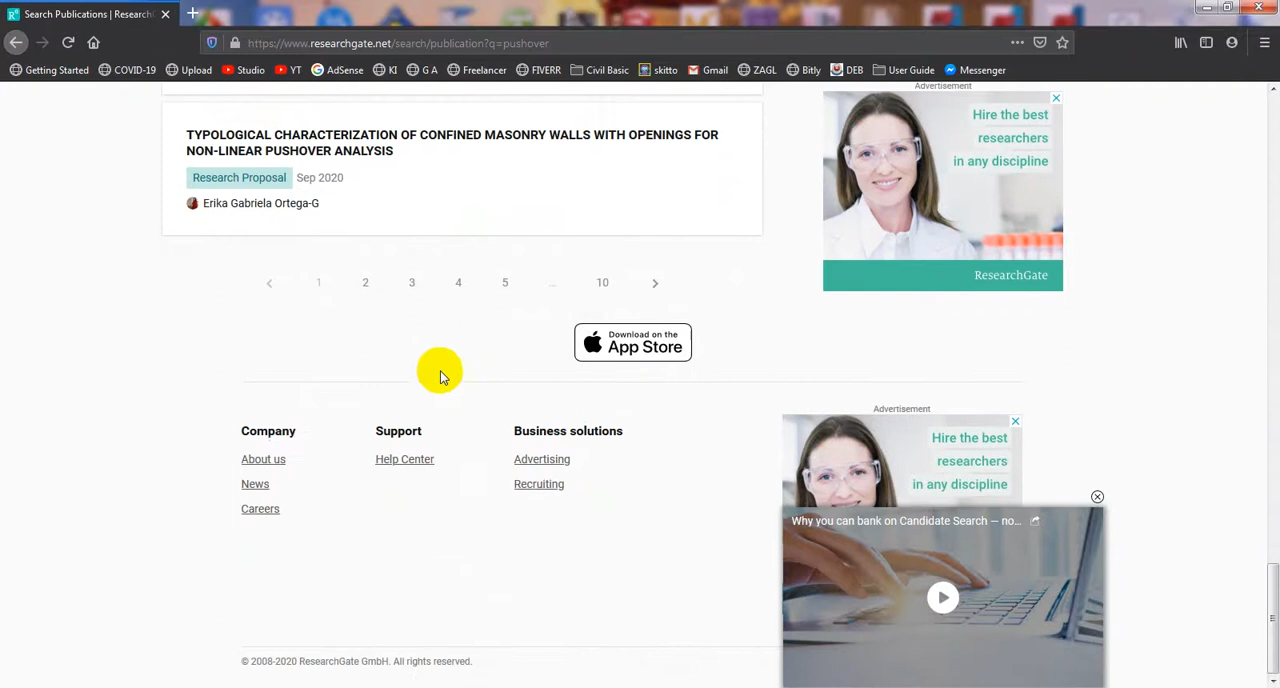 Search Publications | Research
https://www.researchgate.net/search/publication?q=pushover
Getting Started COVID-19 Upload Studio YT AdSense KI G A Freelancer FIVERR Civil Basic skitto Gmail ZAGL Bitly DEB User Guide Messenger
TYPOLOGICAL CHARACTERIZATION OF CONFINED MASONRY WALLS WITH OPENINGS FOR
NON-LINEAR PUSHOVER ANALYSIS
Research Proposal Sep 2020
Erika Gabriela Ortega-G
1 2 3 4 5 ... 10
Download on the
App Store
Advertisement
Hire the best
researchers
in any discipline
ResearchGate
Company
About us
News
Careers
Support
Help Center
Business solutions
Advertising
Recruiting
Advertisement
Hire the best
researchers
in any discipline
Why you can bank on Candidate Search — no...
© 2008-2020 ResearchGate GmbH. All rights reserved.